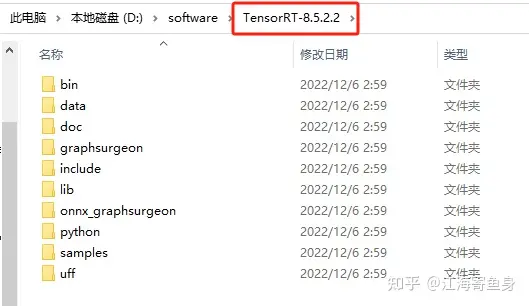 此电脑 > 本地磁盘 (D:) > software > TensorRT-8.5.2.2 >
名称 修改日期 类型
bin 2022/12/6 2:59 文件夹
data 2022/12/6 2:59 文件夹
doc 2022/12/6 2:59 文件夹
graphsurgeon 2022/12/6 2:59 文件夹
include 2022/12/6 2:59 文件夹
lib 2022/12/6 2:59 文件夹
onnx_graphsurgeon 2022/12/6 2:59 文件夹
python 2022/12/6 2:59 文件夹
samples 2022/12/6 2:59 文件夹
uff 2022/12/6 2:59 文件夹
知乎 @江海寄鱼身